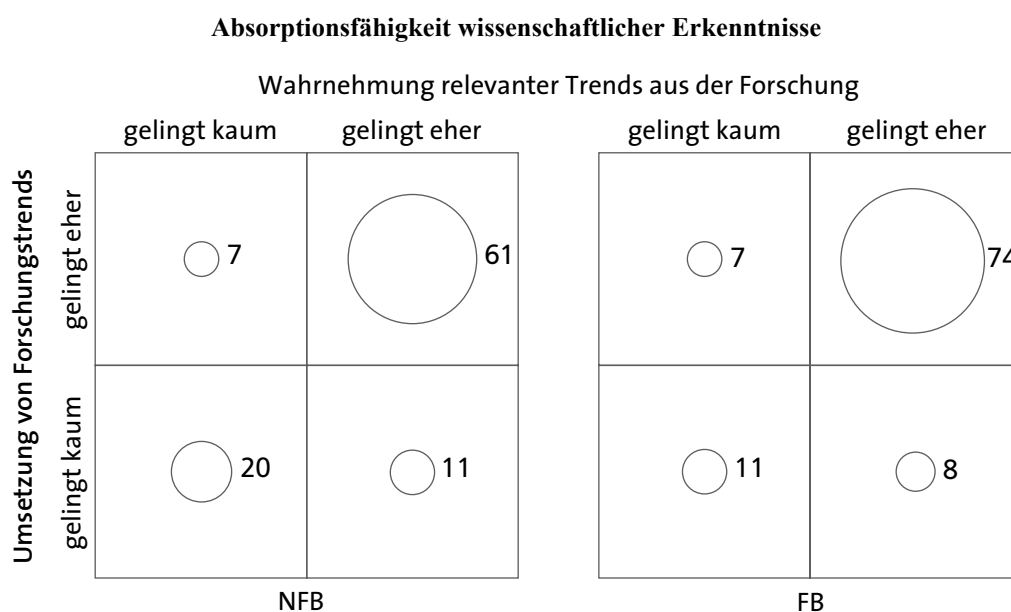 Absorptionsfähigkeit wissenschaftlicher Erkenntnisse
Wahrnehmung relevanter Trends aus der Forschung
gelingt kaum gelingt eher gelingt kaum gelingt eher
Umsetzung von Forschungstrends
gelingt eher
7 61 7 74
gelingt kaum
20 11 11 8
NFB FB